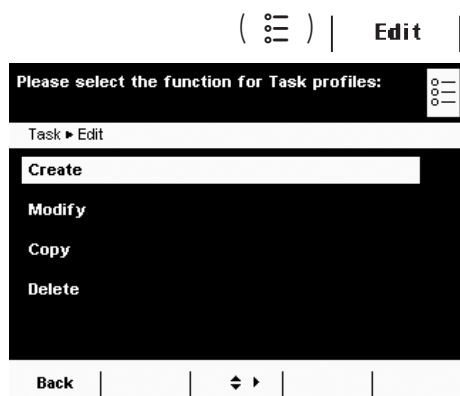 Edit
Please select the function for Task profiles:
Task ▸ Edit
Create
Modify
Copy
Delete
Back